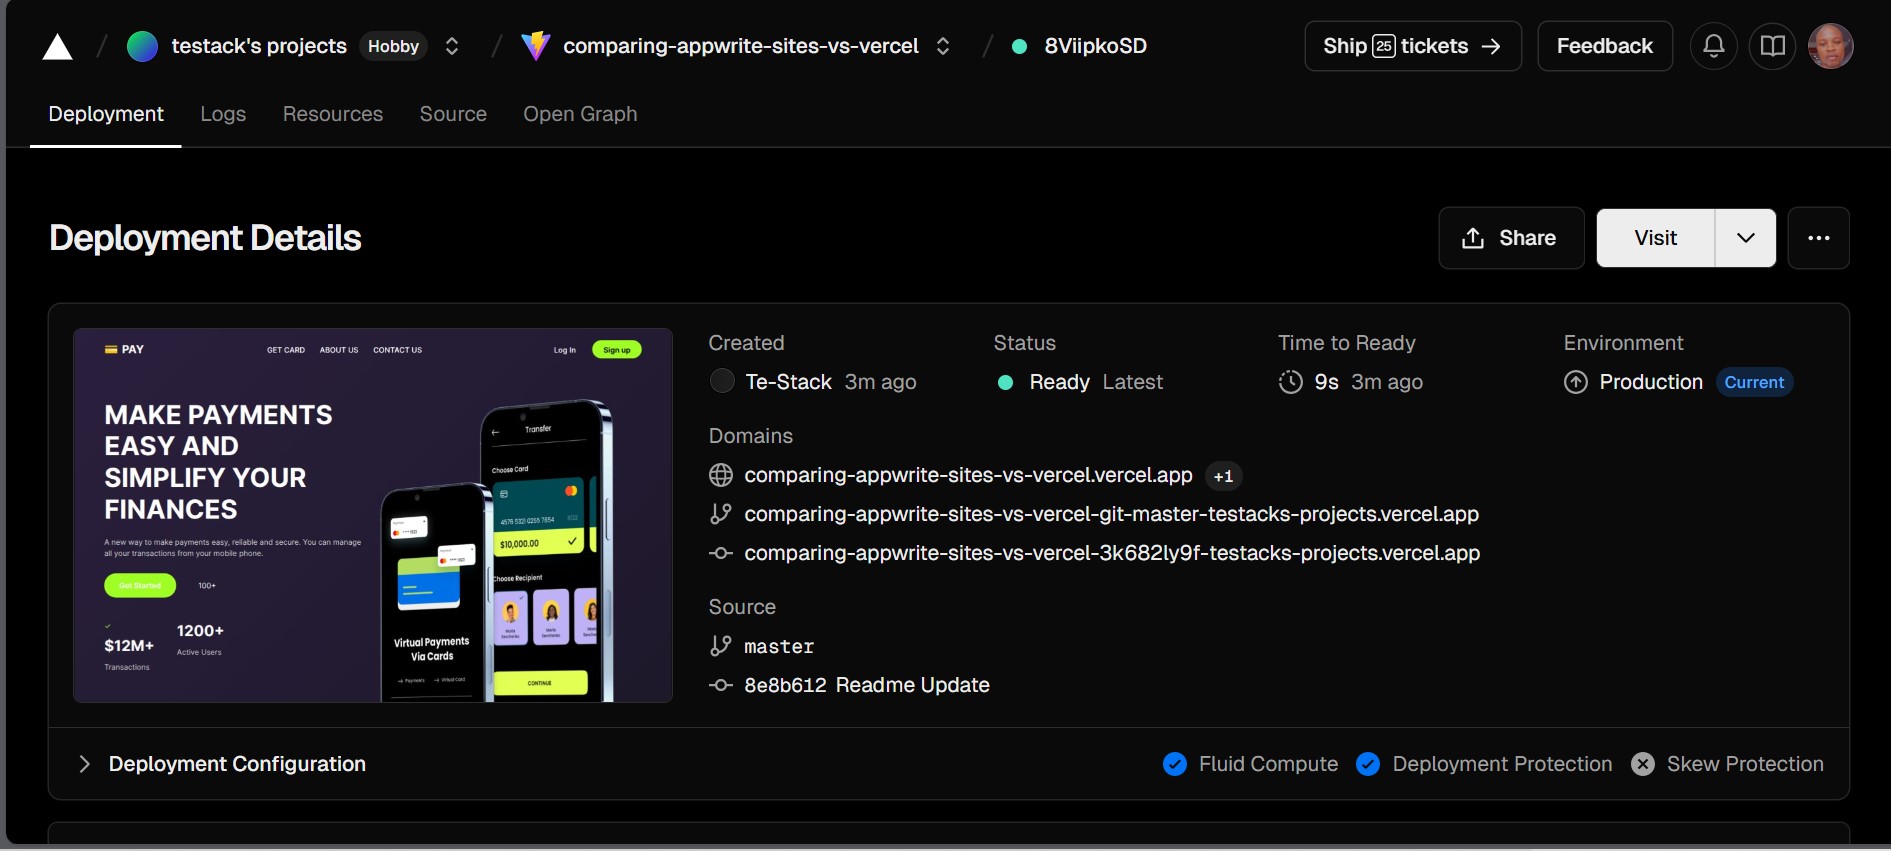 testack's projects Hobby
comparing-appwrite-sites-vs-vercel
8ViipkoSD
Ship 25 tickets →
Feedback
Deployment Logs Resources Source Open Graph
Deployment Details
Share
Visit
PAY
GET CARD ABOUT US CONTACT US
Log In
Sign up
MAKE PAYMENTS
EASY AND
SIMPLIFY YOUR
FINANCES
A new way to make payments easy, reliable and secure. You can manage
all your transactions from your mobile phone.
Get Started
100+
$12M+
Transactions
1200+
Active Users
Transfer
Choose Card
$10,000.00
Choose Recipient
CONTINUE
Virtual Payments
Via Cards
→ Payments → Virtual Card
Created
Te-Stack 3m ago
Status
Ready Latest
Time to Ready
9s 3m ago
Environment
Production Current
Domains
comparing-appwrite-sites-vs-vercel.vercel.app +1
comparing-appwrite-sites-vs-vercel-git-master-testacks-projects.vercel.app
comparing-appwrite-sites-vs-vercel-3k682ly9f-testacks-projects.vercel.app
Source
master
8e8b612 Readme Update
Deployment Configuration
Fluid Compute
Deployment Protection
Skew Protection